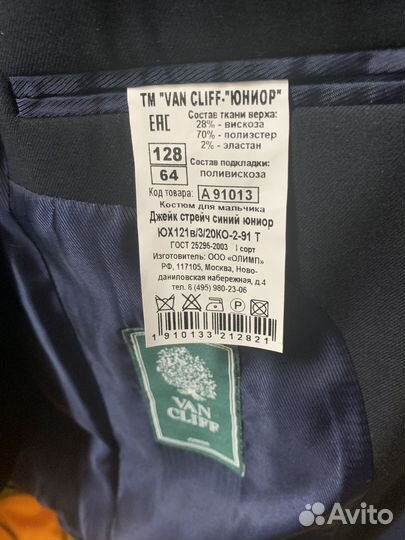 ТМ "VAN CLIFF-"ЮНИОР"
ЕАС
Состав ткани верха:
28% - вискоза
70% - полиэстер
2% - эластан
128
64
Состав подкладки:
поливискоза
Код товара: А 91013
Костюм для мальчика
Джейк стрейч синий юниор
ЮХ121в/3/20КО-2-91 Т
ГОСТ 25295-2003 I сорт
Изготовитель: ООО «ОЛИМП»
РФ, 117105, Москва, Ново-
даниловская набережная, д.4
тел. 8 (495) 980-23-06
1910133212821
VAN
CLIFF
JUNIOR
Avito